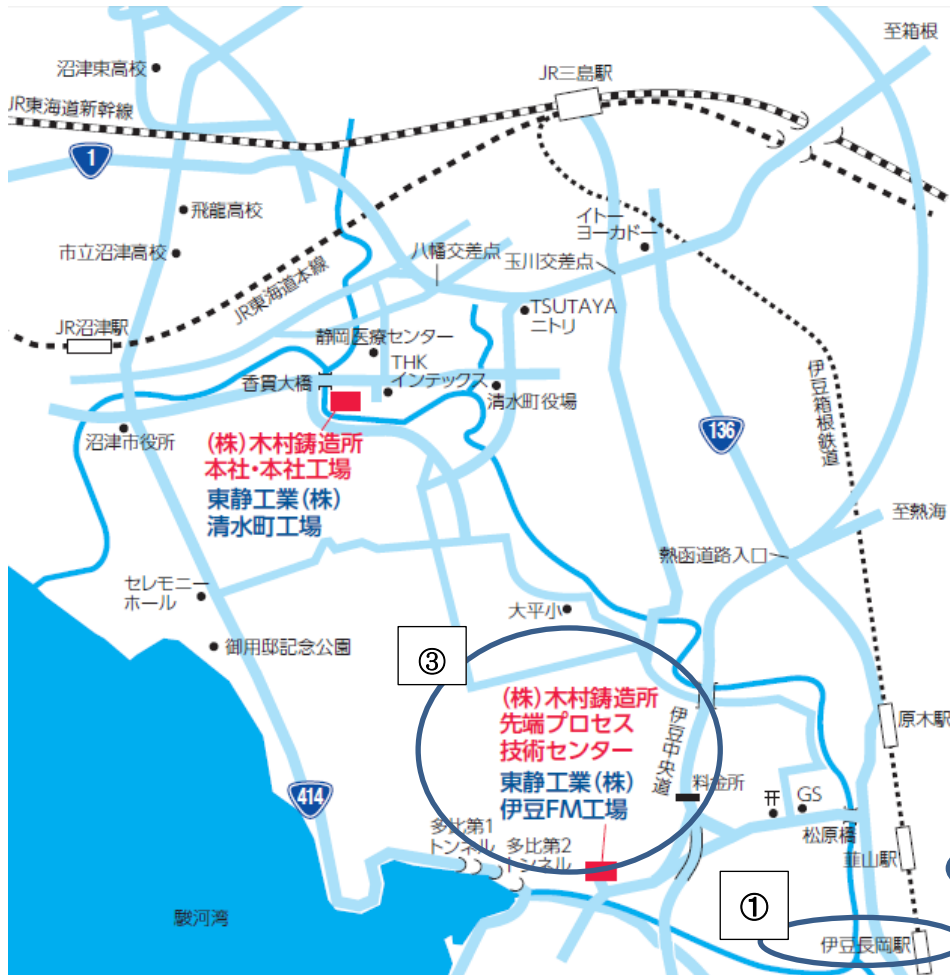 至箱根
沼津東高校
JR三島駅
JR東海道新幹線
1
飛龍高校
イトー
ヨーカドー
市立沼津高校
八幡交差点
玉川交差点
JR東海道本線
TSUTAYA
ニトリ
JR沼津駅
静岡医療センター
THK
インテックス
香貫大橋
清水町役場
伊豆箱根鉄道
136
沼津市役所
(株)木村鋳造所
本社・本社工場
東静工業(株)
清水町工場
至熱海
熱函道路入口
セレモニー
ホール
大平小
御用邸記念公園
③
(株)木村鋳造所
先端プロセス
技術センター
東静工業(株)
伊豆FM工場
伊豆中央道
原木駅
料金所
GS
414
多比第1
トンネル
多比第2
トンネル
松原橋
韮山駅
①
駿河湾
伊豆長岡駅